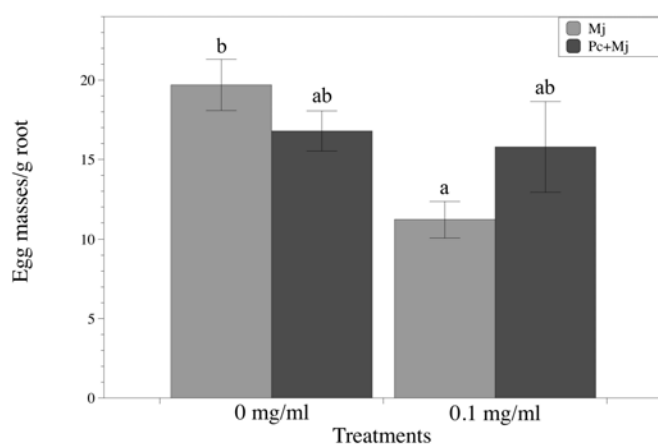 Mj
Pc+Mj
b
ab
a
ab
20
15
10
5
0
Egg masses/g root
0 mg/ml
0.1 mg/ml
Treatments